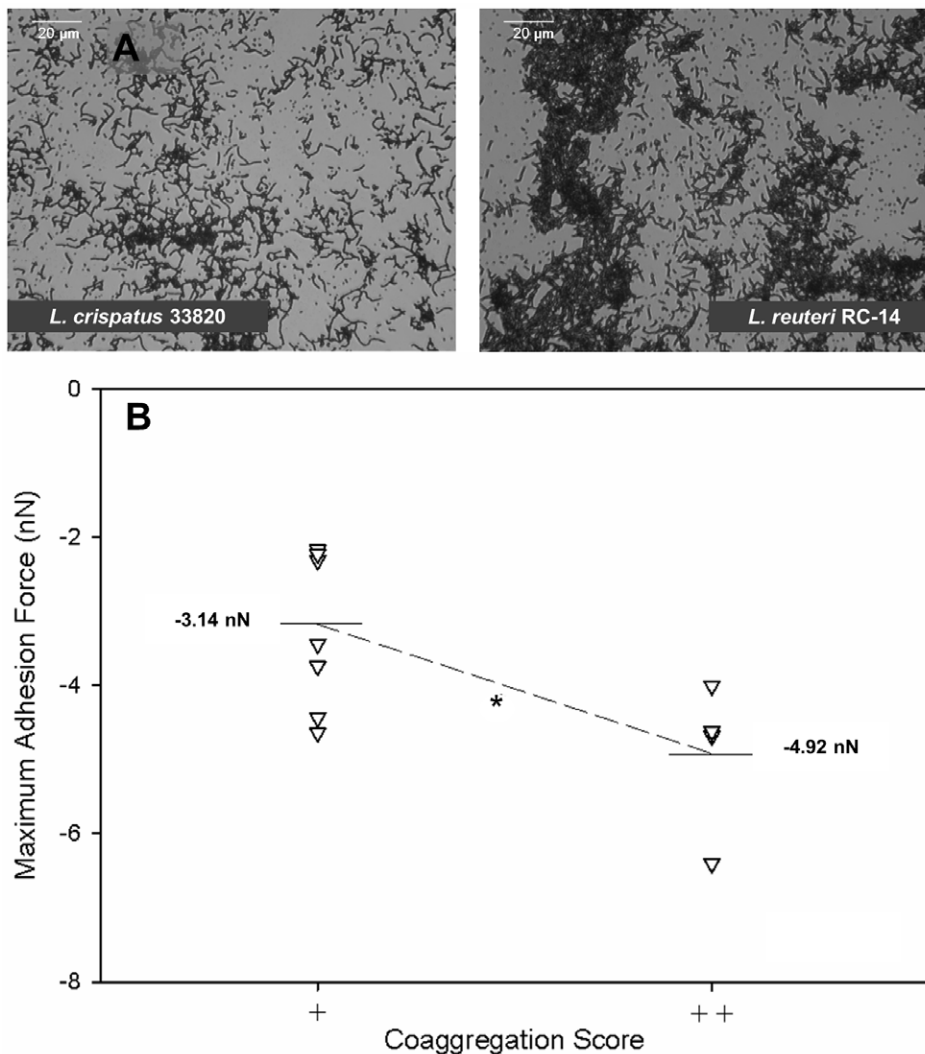 20 µm
A
20 µm
L. crispatus 33820
L. reuteri RC-14
B
0
-2
-4
-6
-8
Maximum Adhesion Force (nN)
-3.14 nN
*
-4.92 nN
+
++
Coaggregation Score